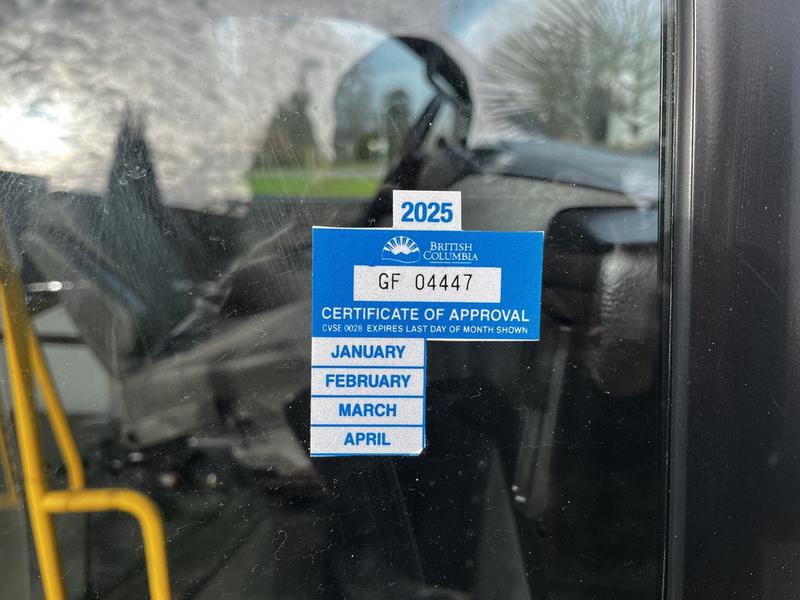 2025
BRITISH
COLUMBIA
GF 04447
CERTIFICATE OF APPROVAL
CVSE 0028 EXPIRES LAST DAY OF MONTH SHOWN
JANUARY
FEBRUARY
MARCH
APRIL